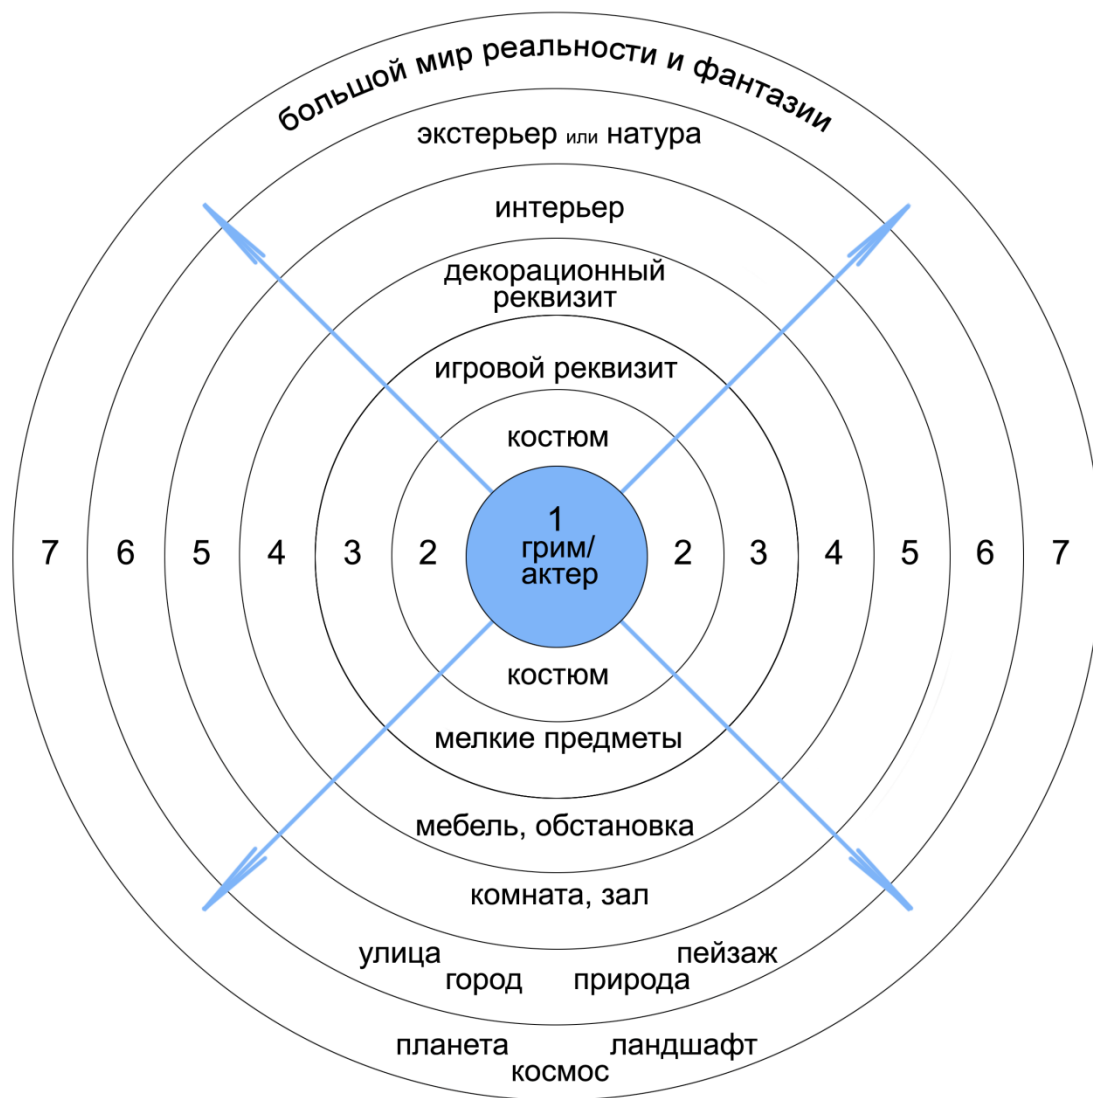 большой мир реальности и фантазии
экстерьер или натура
интерьер
декорационный
реквизит
игровой реквизит
костюм
7 6 5 4 3 2 1 2 3 4 5 6 7
грим/
актер
костюм
мелкие предметы
мебель, обстановка
комната, зал
улица пейзаж
город природа
планета ландшафт
космос